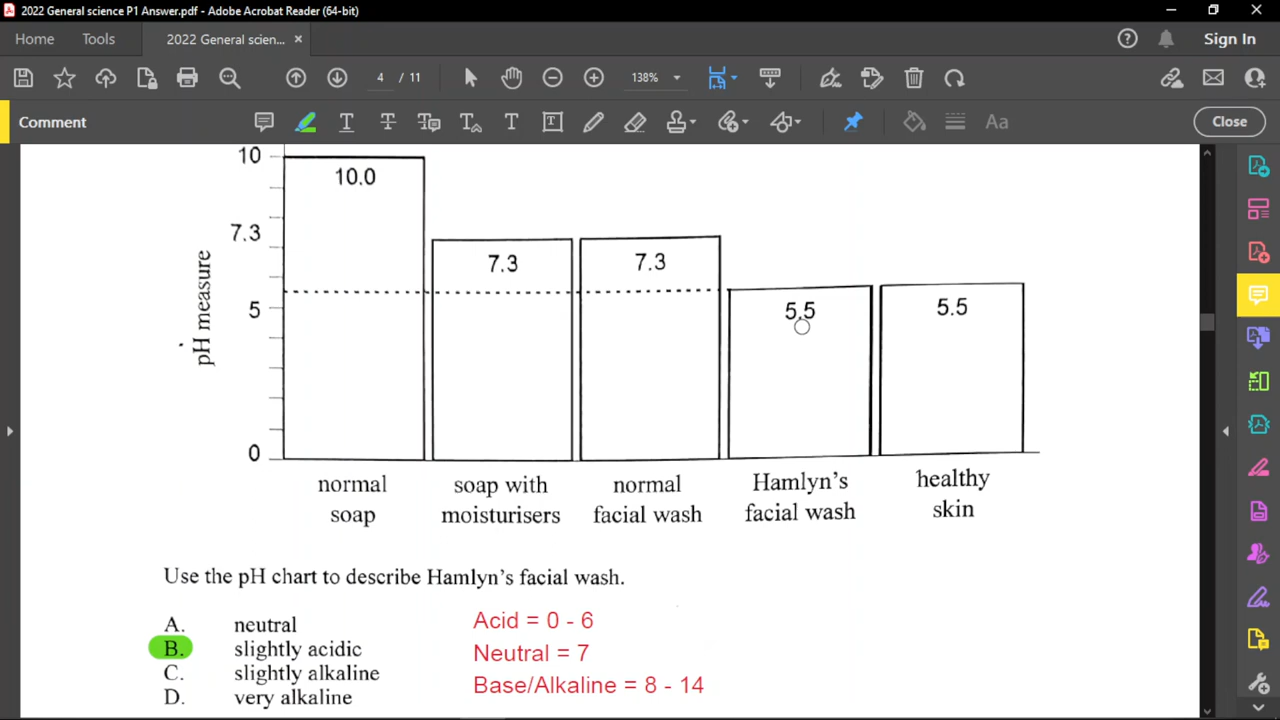 2022 General science P1 Answer.pdf - Adobe Acrobat Reader (64-bit)
Home Tools 2022 General scien... × Sign In
4 / 11 138%
Comment Close
10
10.0
7.3
7.3 7.3
5
5.5 5.5
pH measure
0
normal soap with normal Hamlyn's healthy
soap moisturisers facial wash facial wash skin
Use the pH chart to describe Hamlyn's facial wash.
A. neutral
B. slightly acidic
C. slightly alkaline
D. very alkaline
Acid = 0 - 6
Neutral = 7
Base/Alkaline = 8 - 14